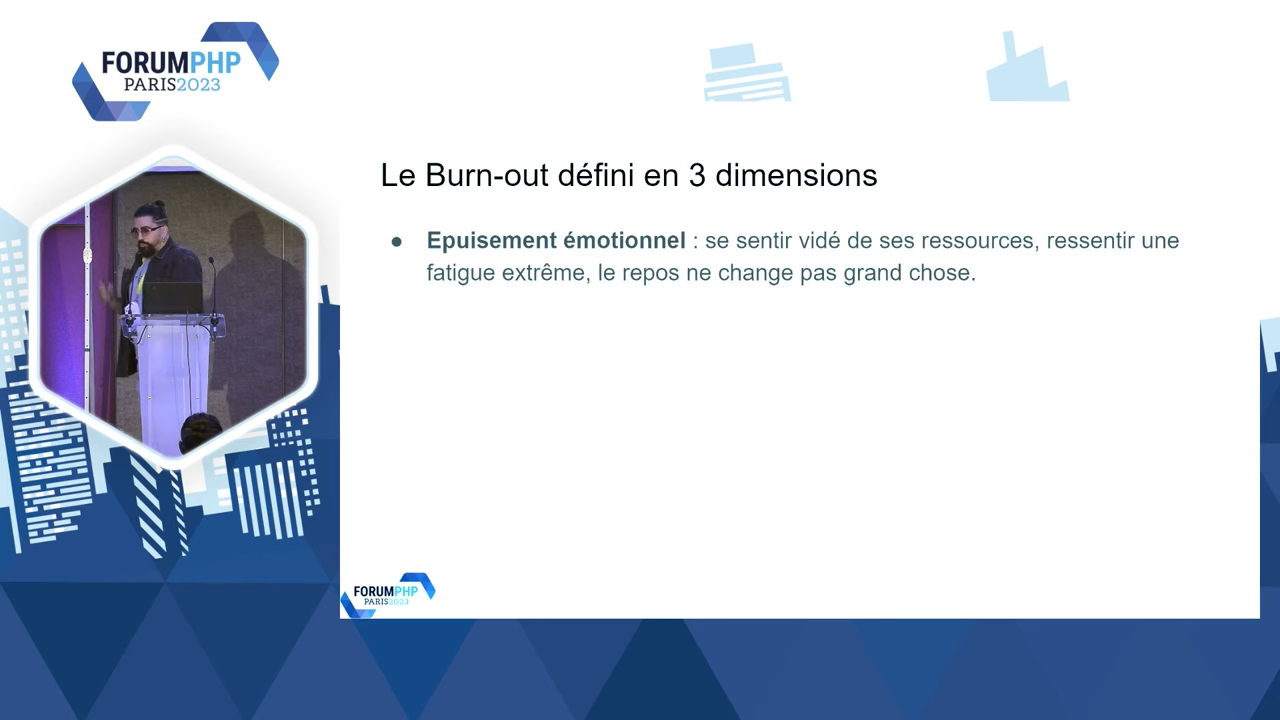 FORUMPHP
PARIS2023
Le Burn-out défini en 3 dimensions
● Epuisement émotionnel : se sentir vidé de ses ressources, ressentir une
fatigue extrême, le repos ne change pas grand chose.
FORUMPHP
PARIS2023